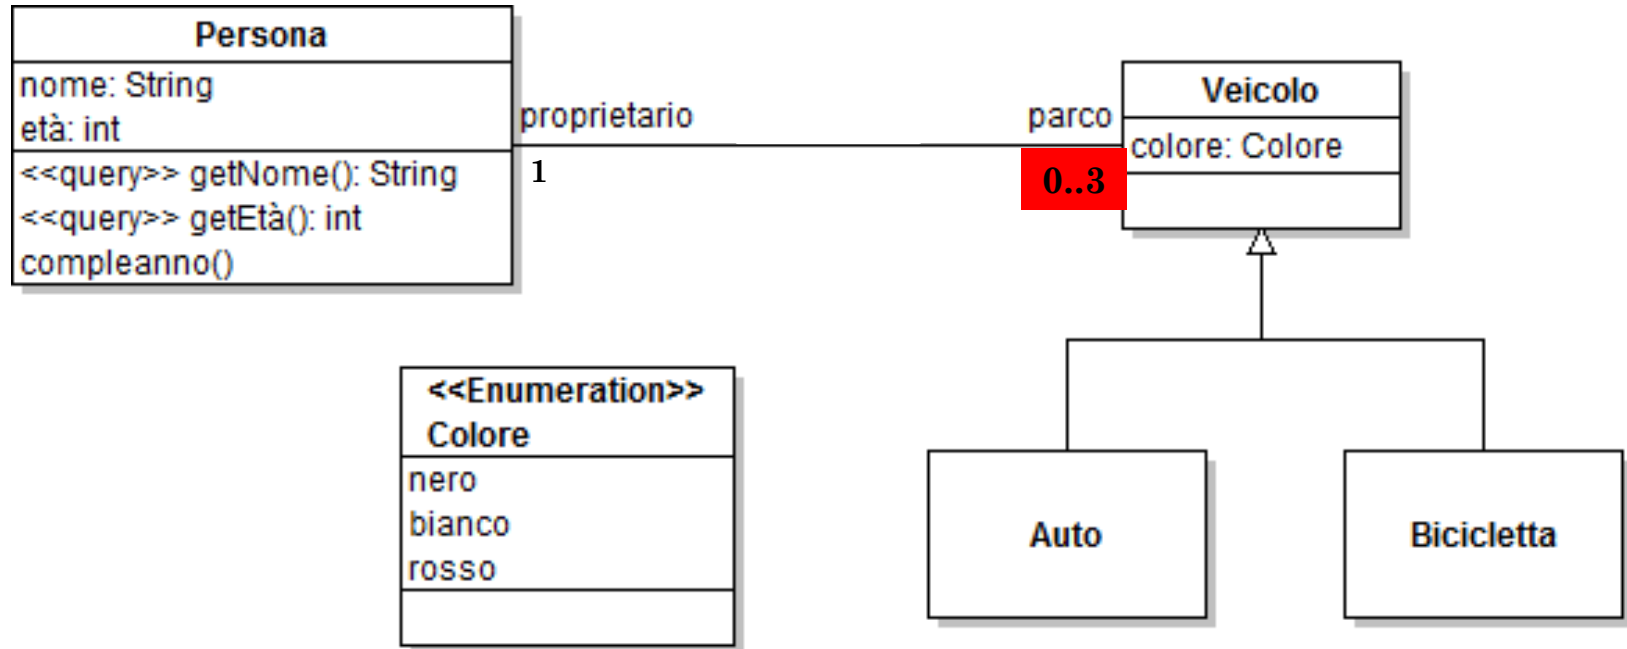 Persona
nome: String
età: int
<<query>> getNome(): String
<<query>> getEtà(): int
compleanno()
proprietario
1
parco
0..3
Veicolo
colore: Colore
<<Enumeration>>
Colore
nero
bianco
rosso
Auto
Bicicletta